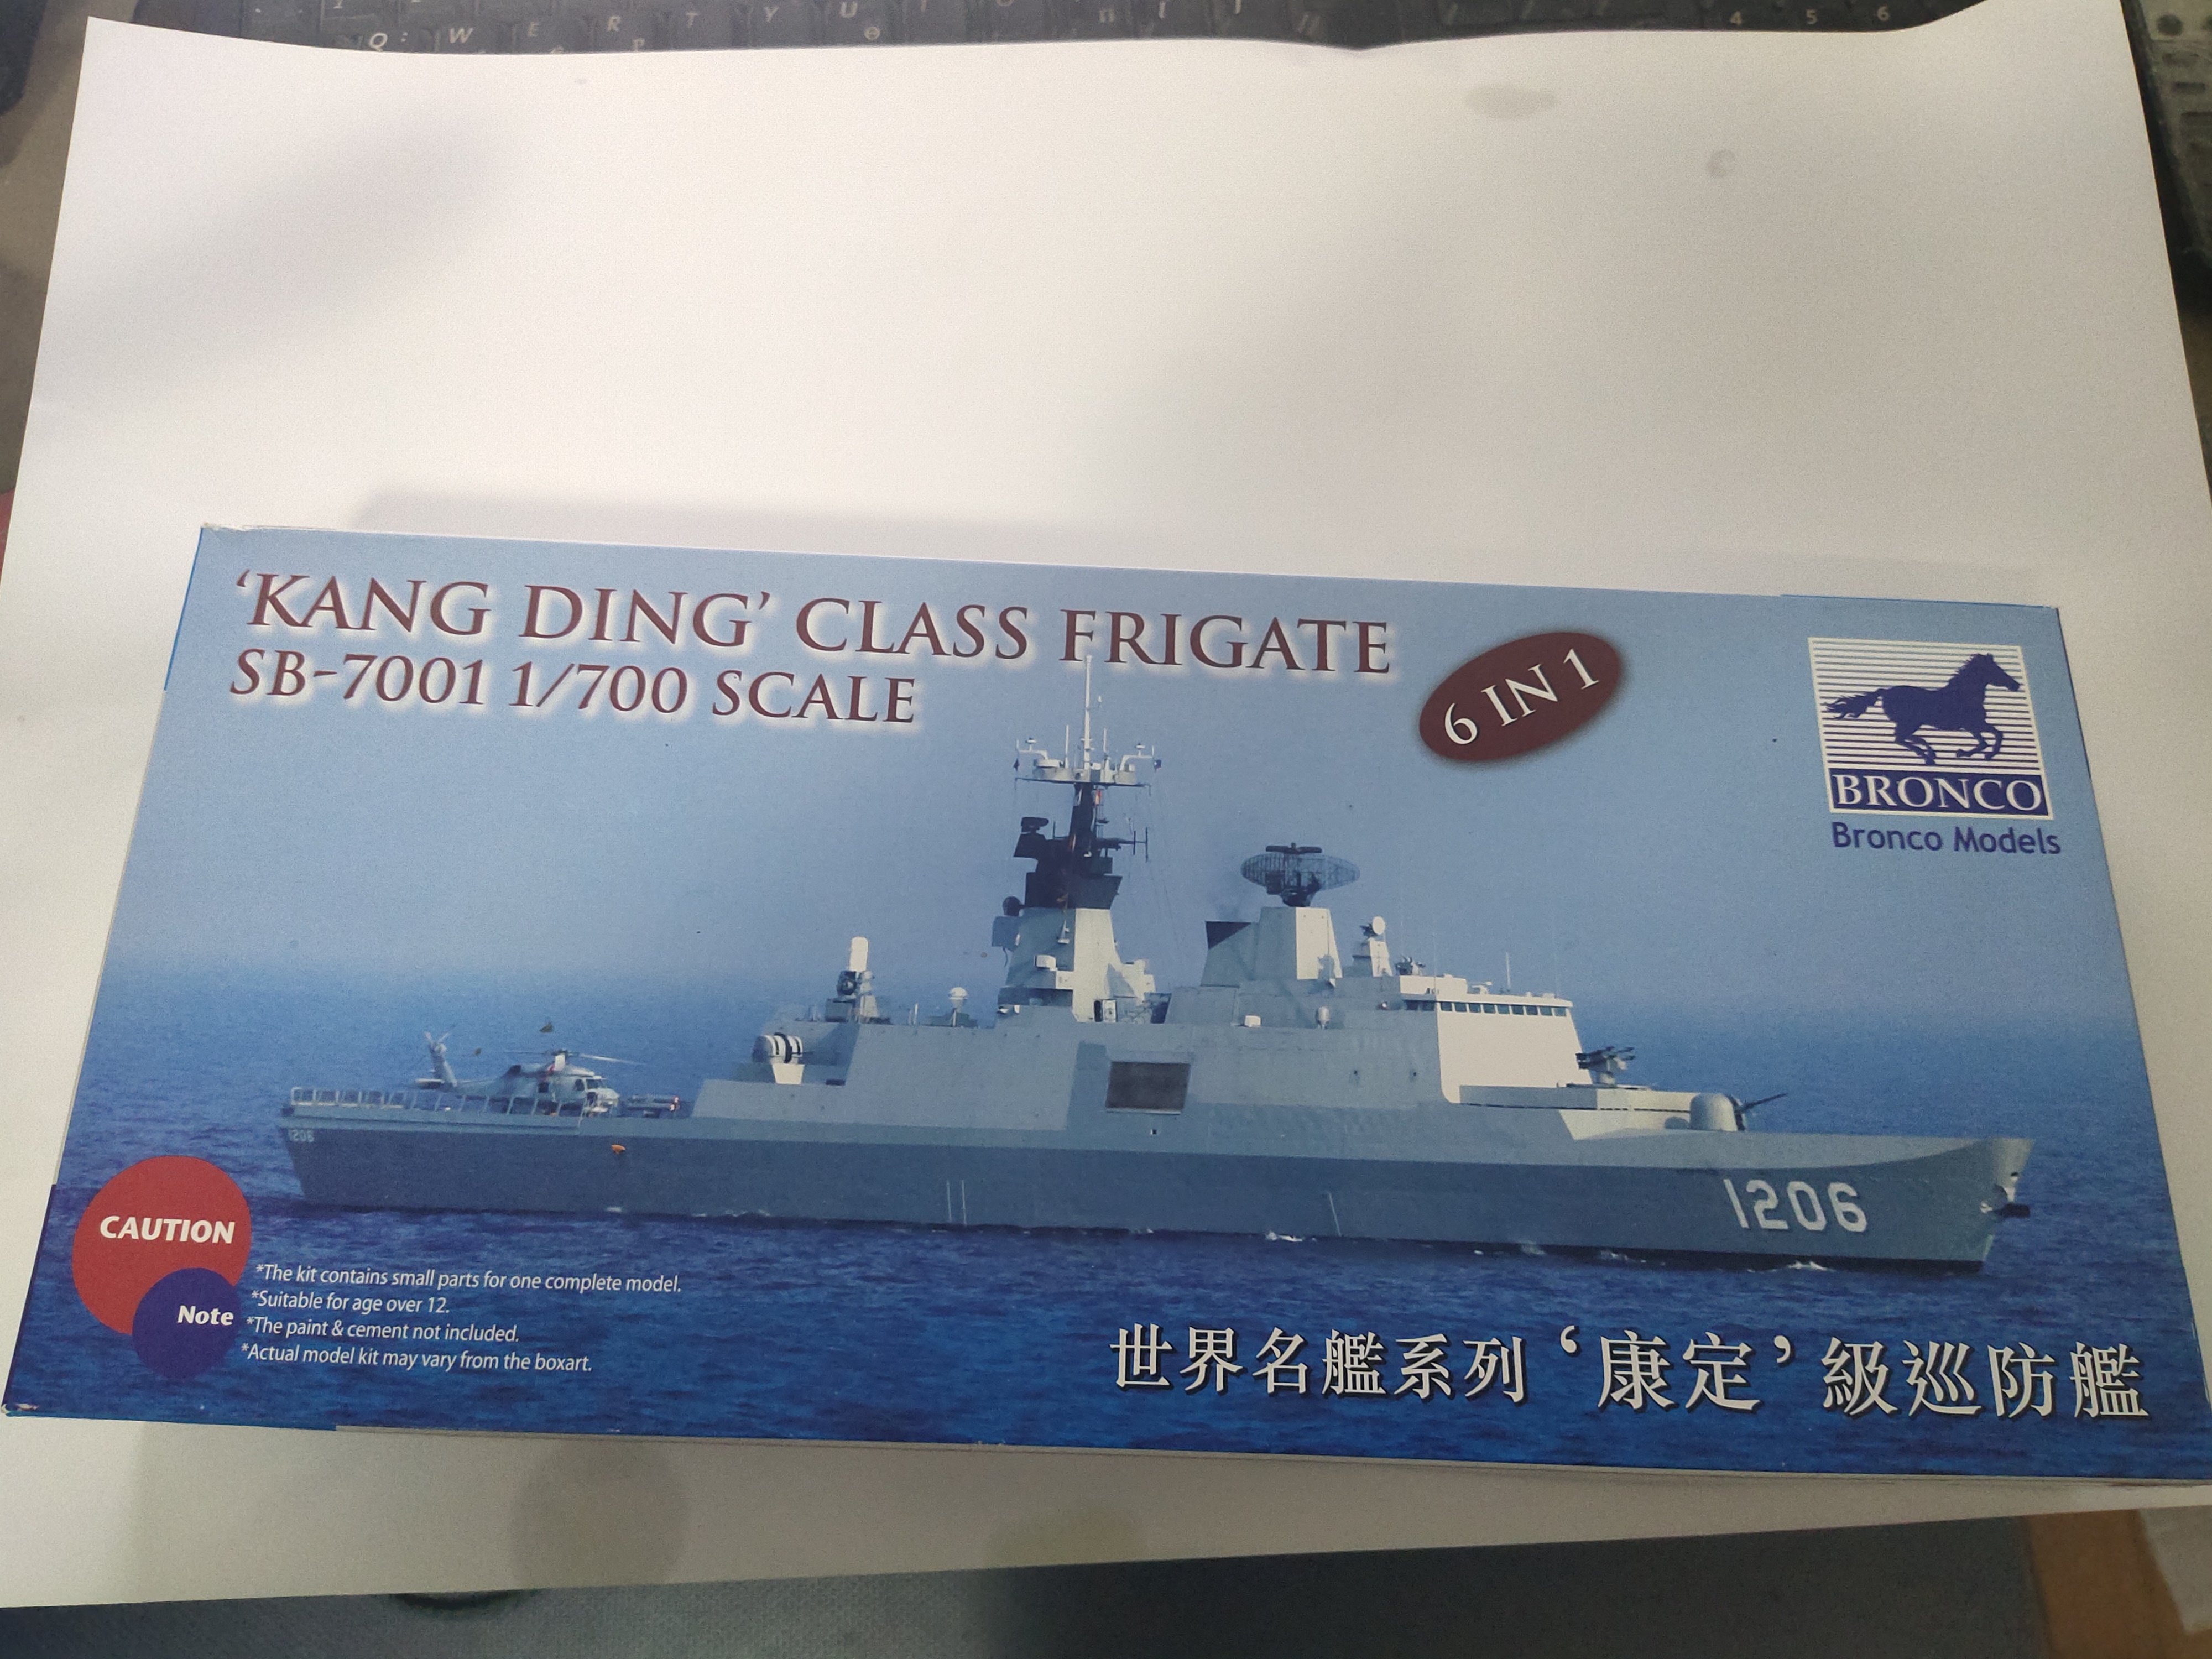 Q : W E R T Y U
4 5 6
‘KANG DING’ CLASS FRIGATE
SB-7001 1/700 SCALE
6 IN 1
BRONCO
Bronco Models
1206
1206
CAUTION
Note
*The kit contains small parts for one complete model.
*Suitable for age over 12.
*The paint & cement not included.
*Actual model kit may vary from the boxart.
世界名艦系列‘康定’級巡防艦